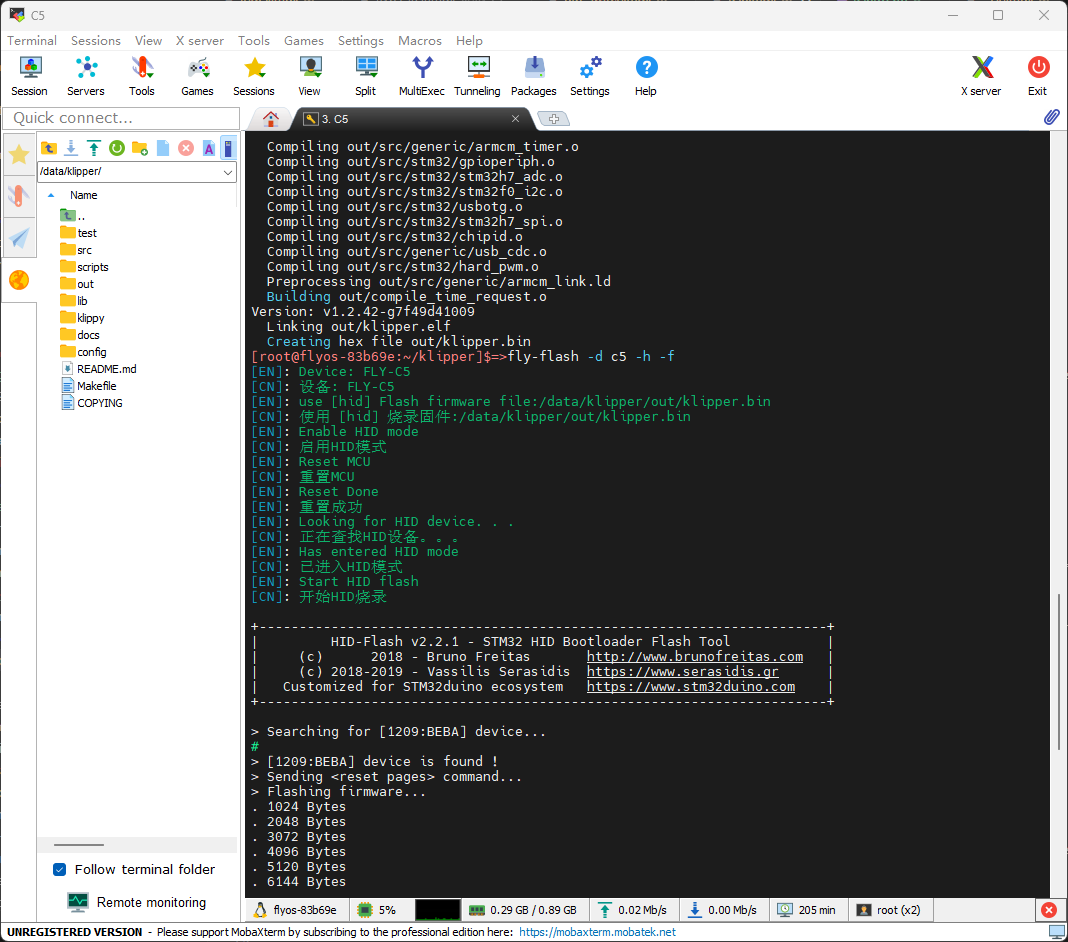 C5
Terminal Sessions View X server Tools Games Settings Macros Help
Session Servers Tools Games Sessions View Split MultiExec Tunneling Packages Settings Help X server Exit
Quick connect...
3. C5
/data/klipper/
Name
..
test
src
scripts
out
lib
klippy
docs
config
README.md
Makefile
COPYING
Follow terminal folder
Remote monitoring
Compiling out/src/generic/armcm_timer.o
Compiling out/src/stm32/gpioperiph.o
Compiling out/src/stm32/stm32h7_adc.o
Compiling out/src/stm32/stm32f0_i2c.o
Compiling out/src/stm32/usbotg.o
Compiling out/src/stm32/stm32h7_spi.o
Compiling out/src/stm32/chipid.o
Compiling out/src/generic/usb_cdc.o
Compiling out/src/stm32/hard_pwm.o
Preprocessing out/src/generic/armcm_link.ld
Building out/compile_time_request.o
Version: v1.2.42-g7f49d41009
Linking out/klipper.elf
Creating hex file out/klipper.bin
[root@flyos-83b69e:~/klipper]$=>fly-flash -d c5 -h -f
[EN]: Device: FLY-C5
[CN]: 设备: FLY-C5
[EN]: use [hid] Flash firmware file:/data/klipper/out/klipper.bin
[CN]: 使用 [hid] 烧录固件:/data/klipper/out/klipper.bin
[EN]: Enable HID mode
[CN]: 启用HID模式
[EN]: Reset MCU
[CN]: 重置MCU
[EN]: Reset Done
[CN]: 重置成功
[EN]: Looking for HID device. . .
[CN]: 正在查找HID设备。。。
[EN]: Has entered HID mode
[CN]: 已进入HID模式
[EN]: Start HID flash
[CN]: 开始HID烧录
+-----------------------------------------------------------------------+
| HID-Flash v2.2.1 - STM32 HID Bootloader Flash Tool |
| (c) 2018 - Bruno Freitas http://www.brunofreitas.com |
| (c) 2018-2019 - Vassilis Serasidis https://www.serasidis.gr |
| Customized for STM32duino ecosystem https://www.stm32duino.com |
+-----------------------------------------------------------------------+
> Searching for [1209:BEBA] device...
#
> [1209:BEBA] device is found !
> Sending <reset pages> command...
> Flashing firmware...
. 1024 Bytes
. 2048 Bytes
. 3072 Bytes
. 4096 Bytes
. 5120 Bytes
. 6144 Bytes
flyos-83b69e 5% 0.29 GB / 0.89 GB 0.02 Mb/s 0.00 Mb/s 205 min root (x2)
UNREGISTERED VERSION - Please support MobaXterm by subscribing to the professional edition here: https://mobaxterm.mobatek.net